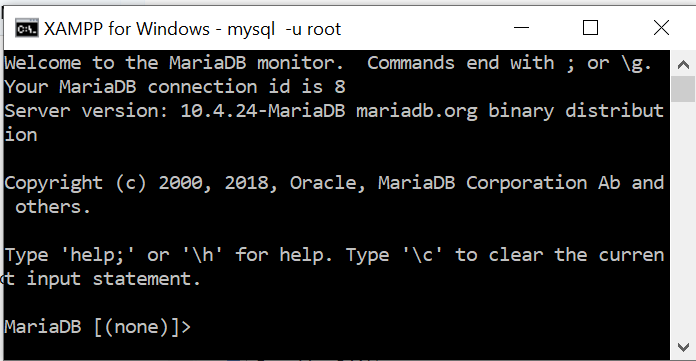 XAMPP for Windows - mysql  -u root
Welcome to the MariaDB monitor.  Commands end with ; or \g.
Your MariaDB connection id is 8
Server version: 10.4.24-MariaDB mariadb.org binary distribut
ion
Copyright (c) 2000, 2018, Oracle, MariaDB Corporation Ab and
 others.
Type 'help;' or '\h' for help. Type '\c' to clear the curren
t input statement.
MariaDB [(none)]>